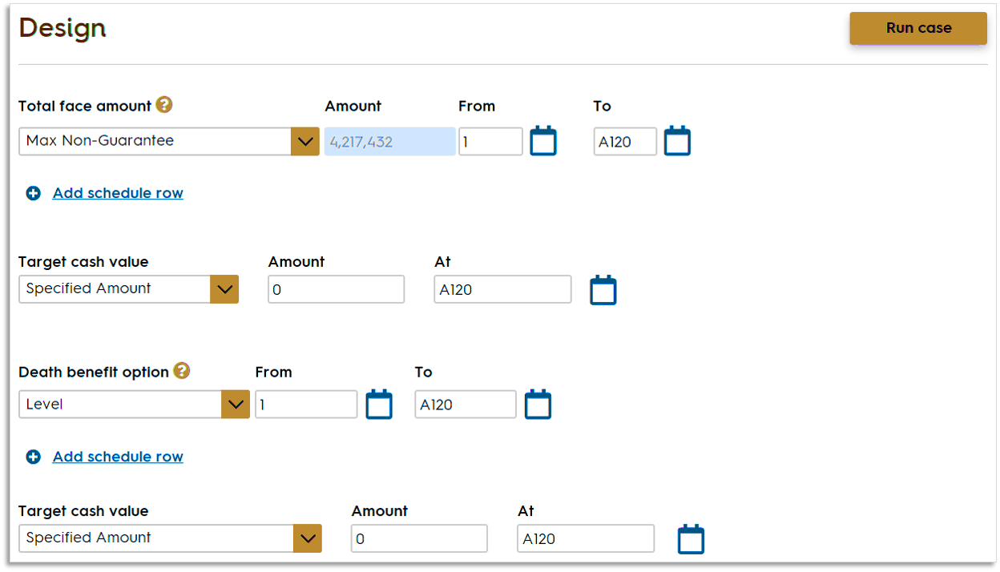 Design
Run case
Total face amount ? Amount From To
Max Non-Guarantee 4,217,432 1 A120
Add schedule row
Target cash value Amount At
Specified Amount 0 A120
Death benefit option ? From To
Level 1 A120
Add schedule row
Target cash value Amount At
Specified Amount 0 A120